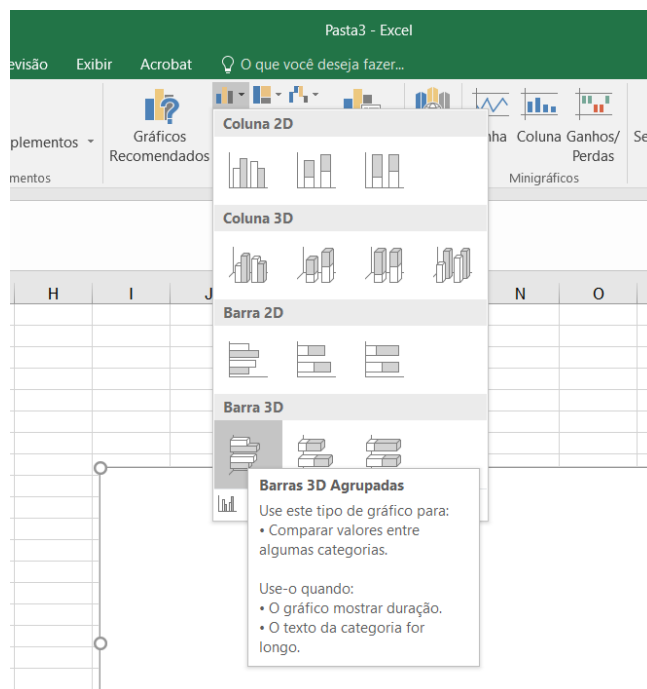 Pasta3 - Excel
evisão Exibir Acrobat O que você deseja fazer...
plementos
mentos
Gráficos
Recomendados
nha Coluna Ganhos/
Perdas
Se
Minigráficos
Coluna 2D
Coluna 3D
H I J N O
Barra 2D
Barra 3D
Barras 3D Agrupadas
Use este tipo de gráfico para:
• Comparar valores entre
algumas categorias.
Use-o quando:
• O gráfico mostrar duração.
• O texto da categoria for
longo.